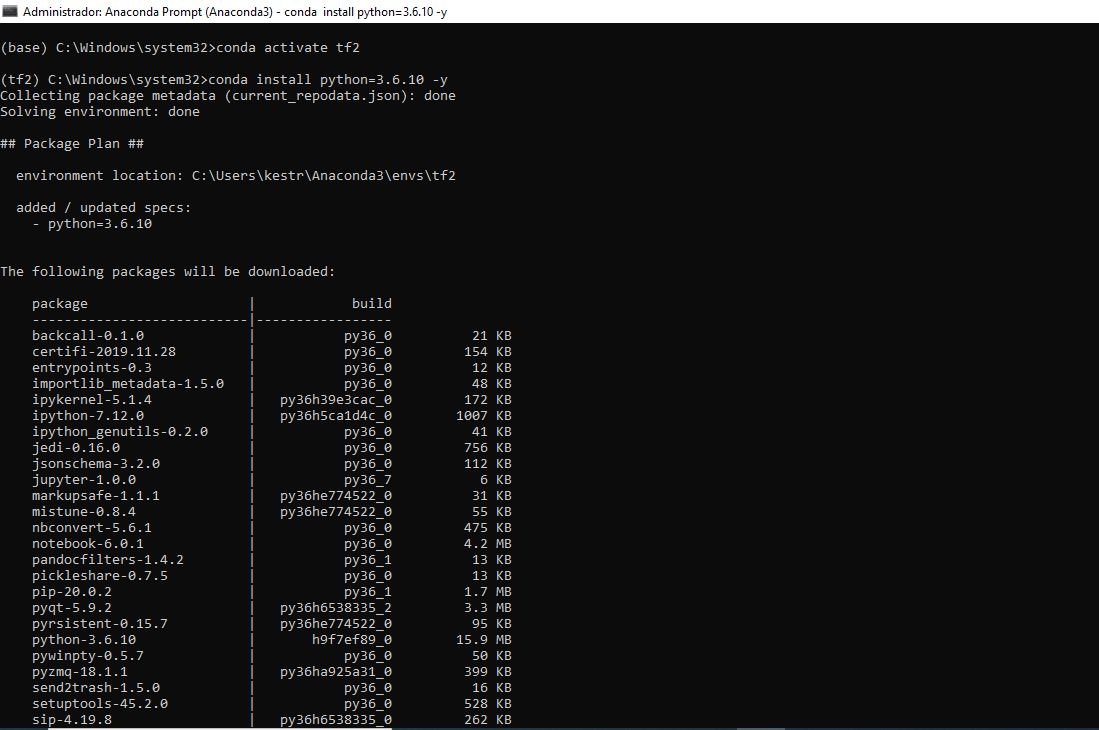 Administrador: Anaconda Prompt (Anaconda3) - conda  install python=3.6.10 -y
(base) C:\Windows\system32>conda activate tf2
(tf2) C:\Windows\system32>conda install python=3.6.10 -y
Collecting package metadata (current_repodata.json): done
Solving environment: done
## Package Plan ##
  environment location: C:\Users\kestr\Anaconda3\envs\tf2
  added / updated specs:
    - python=3.6.10
The following packages will be downloaded:
    package                    |            build
    ---------------------------|-----------------
    backcall-0.1.0             |           py36_0          21 KB
    certifi-2019.11.28         |           py36_0         154 KB
    entrypoints-0.3            |           py36_0          12 KB
    importlib_metadata-1.5.0   |           py36_0          48 KB
    ipykernel-5.1.4            |   py36h39e3cac_0         172 KB
    ipython-7.12.0             |   py36h5ca1d4c_0        1007 KB
    ipython_genutils-0.2.0     |           py36_0          41 KB
    jedi-0.16.0                |           py36_0         756 KB
    jsonschema-3.2.0           |           py36_0         112 KB
    jupyter-1.0.0              |           py36_7           6 KB
    markupsafe-1.1.1           |   py36he774522_0          31 KB
    mistune-0.8.4              |   py36he774522_0          55 KB
    nbconvert-5.6.1            |           py36_0         475 KB
    notebook-6.0.1             |           py36_0         4.2 MB
    pandocfilters-1.4.2        |           py36_1          13 KB
    pickleshare-0.7.5          |           py36_0          13 KB
    pip-20.0.2                 |           py36_1         1.7 MB
    pyqt-5.9.2                 |   py36h6538335_2         3.3 MB
    pyrsistent-0.15.7          |   py36he774522_0          95 KB
    python-3.6.10              |       h9f7ef89_0        15.9 MB
    pywinpty-0.5.7             |           py36_0          50 KB
    pyzmq-18.1.1               |   py36ha925a31_0         399 KB
    send2trash-1.5.0           |           py36_0          16 KB
    setuptools-45.2.0          |           py36_0         528 KB
    sip-4.19.8                 |   py36h6538335_0         262 KB